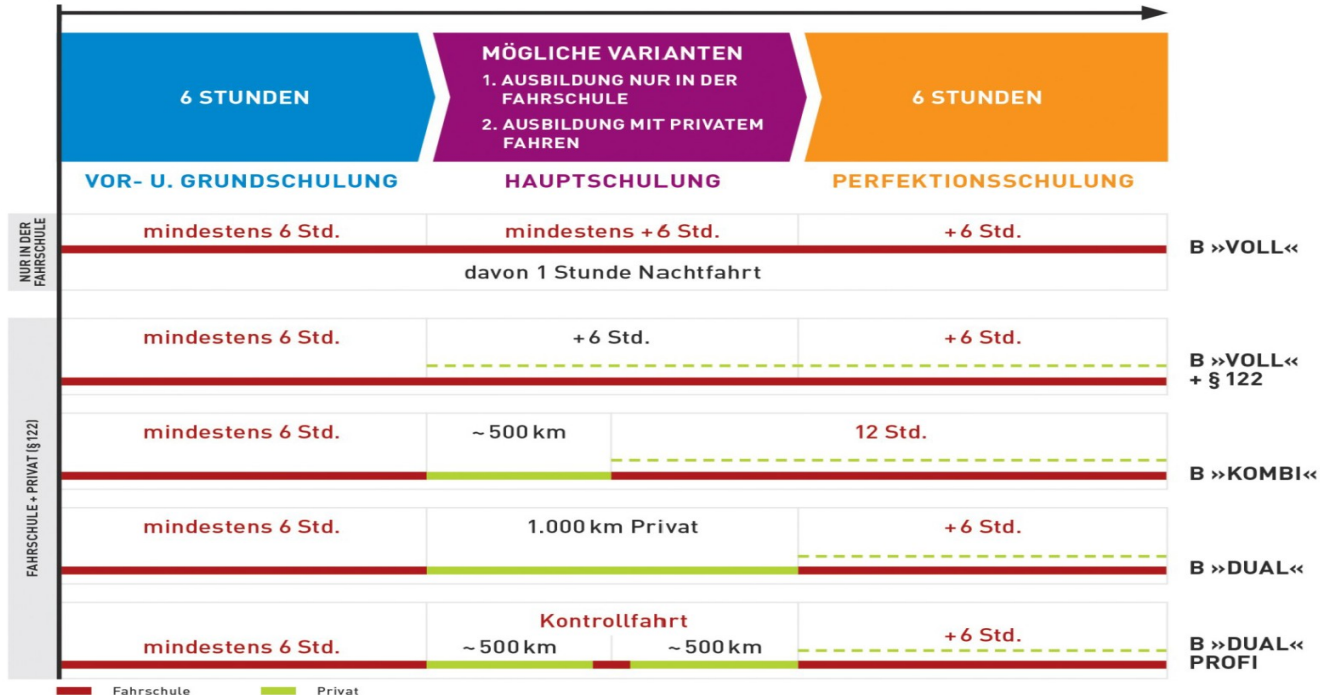 6 STUNDEN
MÖGLICHE VARIANTEN
1. AUSBILDUNG NUR IN DER
FAHRSCHULE
2. AUSBILDUNG MIT PRIVATEM
FAHREN
6 STUNDEN
VOR- U. GRUNDSCHULUNG
HAUPTSCHULUNG
PERFEKTIONSSCHULUNG
NUR IN DER
FAHRSCHULE
mindestens 6 Std.
mindestens +6 Std.
+6 Std.
B »VOLL«
davon 1 Stunde Nachtfahrt
FAHRSCHULE + PRIVAT (§122)
mindestens 6 Std.
+6 Std.
+6 Std.
B »VOLL«
+ § 122
mindestens 6 Std.
~500 km
12 Std.
B »KOMBI«
mindestens 6 Std.
1.000 km Privat
+6 Std.
B »DUAL«
Kontrollfahrt
mindestens 6 Std.
~500 km
~500 km
+6 Std.
B »DUAL«
PROFI
Fahrschule
Privat